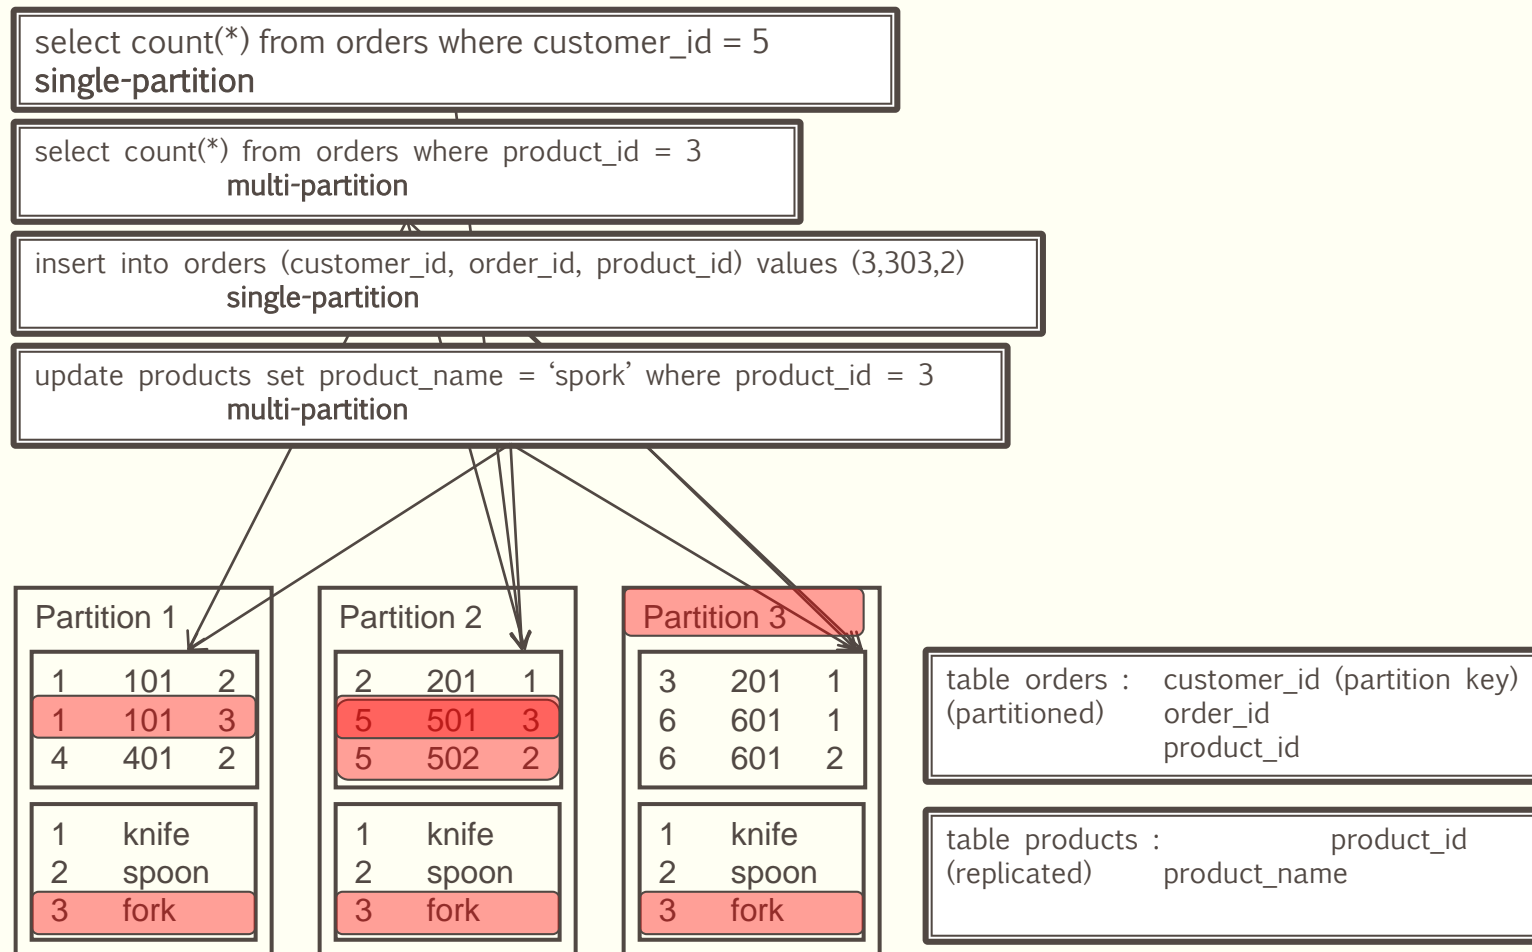 select count(*) from orders where customer_id = 5
single-partition
select count(*) from orders where product_id = 3
multi-partition
insert into orders (customer_id, order_id, product_id) values (3,303,2)
single-partition
update products set product_name = ‘spork’ where product_id = 3
multi-partition
Partition 1
1 101 2
1 101 3
4 401 2
1 knife
2 spoon
3 fork
Partition 2
2 201 1
5 501 3
5 502 2
1 knife
2 spoon
3 fork
Partition 3
3 201 1
6 601 1
6 601 2
1 knife
2 spoon
3 fork
table orders : customer_id (partition key)
(partitioned) order_id
product_id
table products : product_id
(replicated) product_name